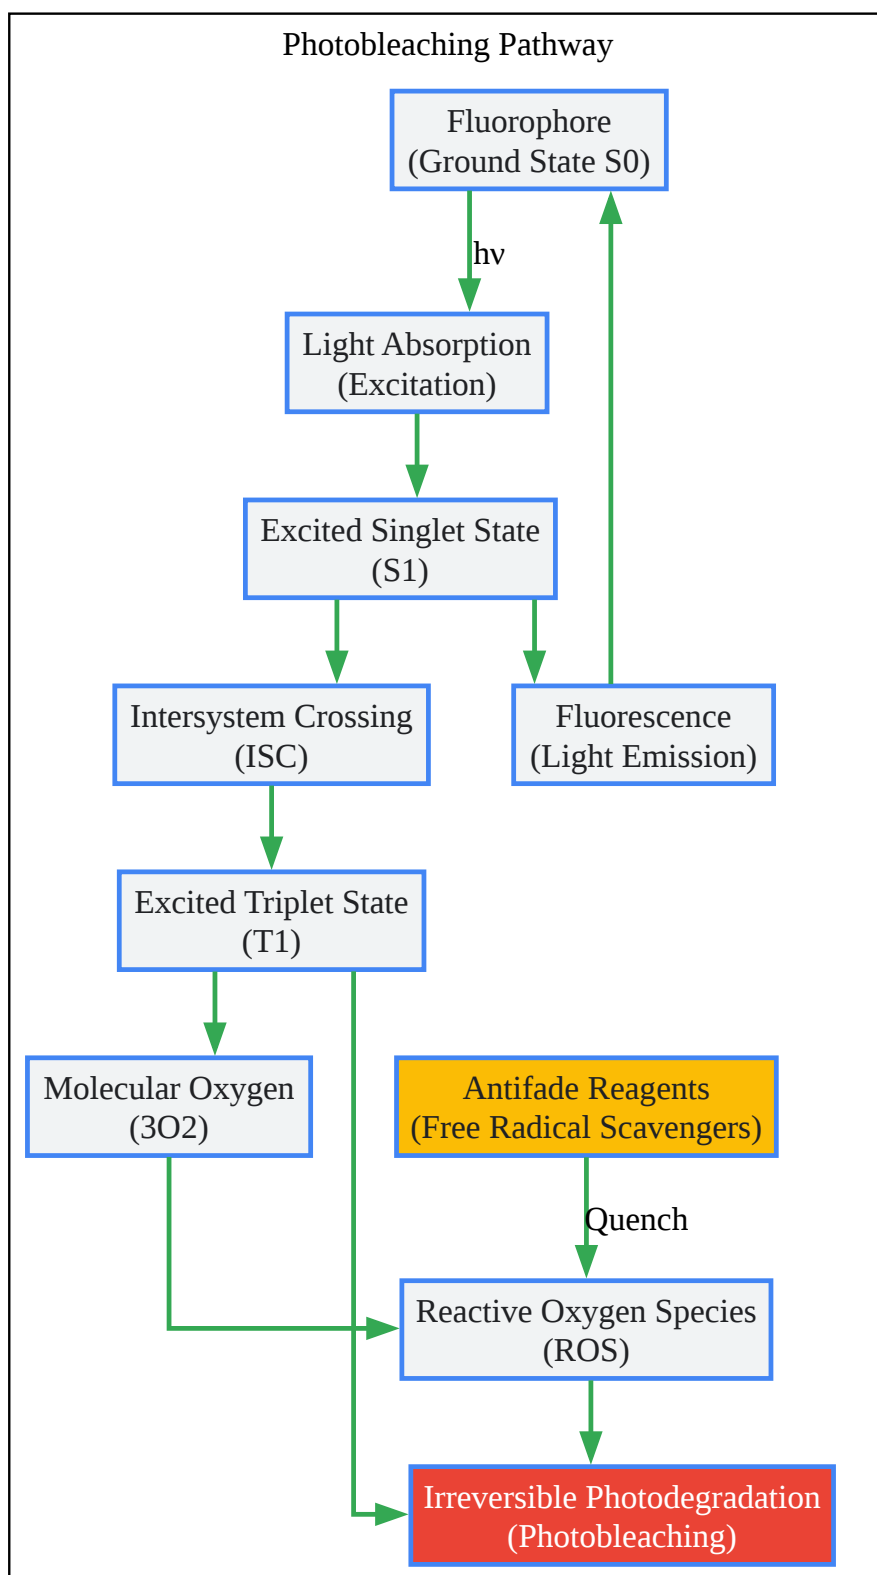 Photobleaching Pathway
Fluorophore
(Ground State S0)
hν
Light Absorption
(Excitation)
Excited Singlet State
(S1)
Intersystem Crossing
(ISC)
Fluorescence
(Light Emission)
Excited Triplet State
(T1)
Molecular Oxygen
(3O2)
Antifade Reagents
(Free Radical Scavengers)
Quench
Reactive Oxygen Species
(ROS)
Irreversible Photodegradation
(Photobleaching)